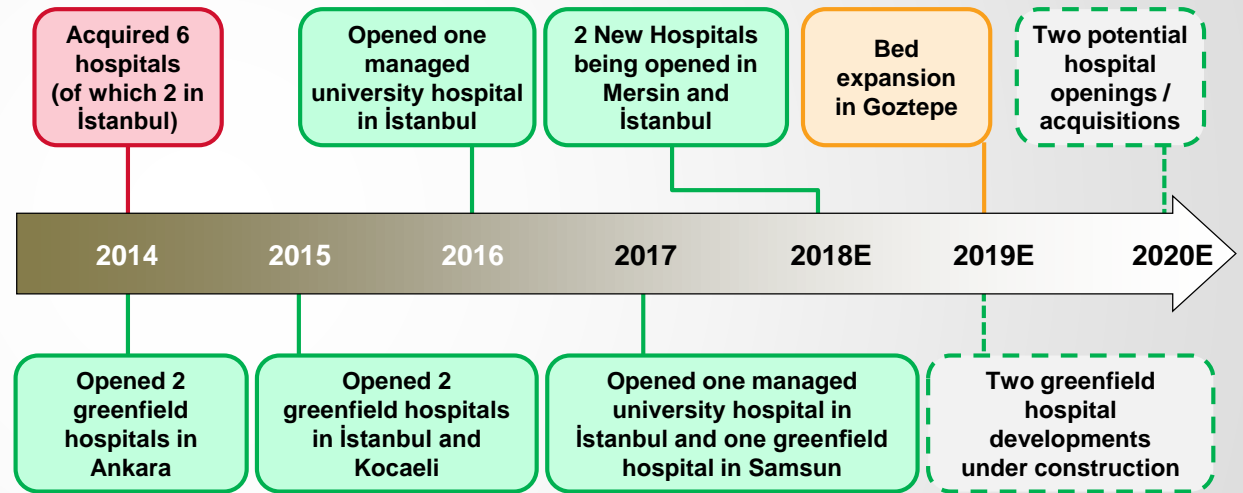 Acquired 6
hospitals
(of which 2 in
İstanbul)
Opened one
managed
university hospital
in İstanbul
2 New Hospitals
being opened in
Mersin and
İstanbul
Bed
expansion
in Goztepe
Two potential
hospital
openings /
acquisitions
2014
2015
2016
2017
2018E
2019E
2020E
Opened 2
greenfield
hospitals in
Ankara
Opened 2
greenfield hospitals
in İstanbul and
Kocaeli
Opened one managed
university hospital in
İstanbul and one greenfield
hospital in Samsun
Two greenfield
hospital
developments
under construction